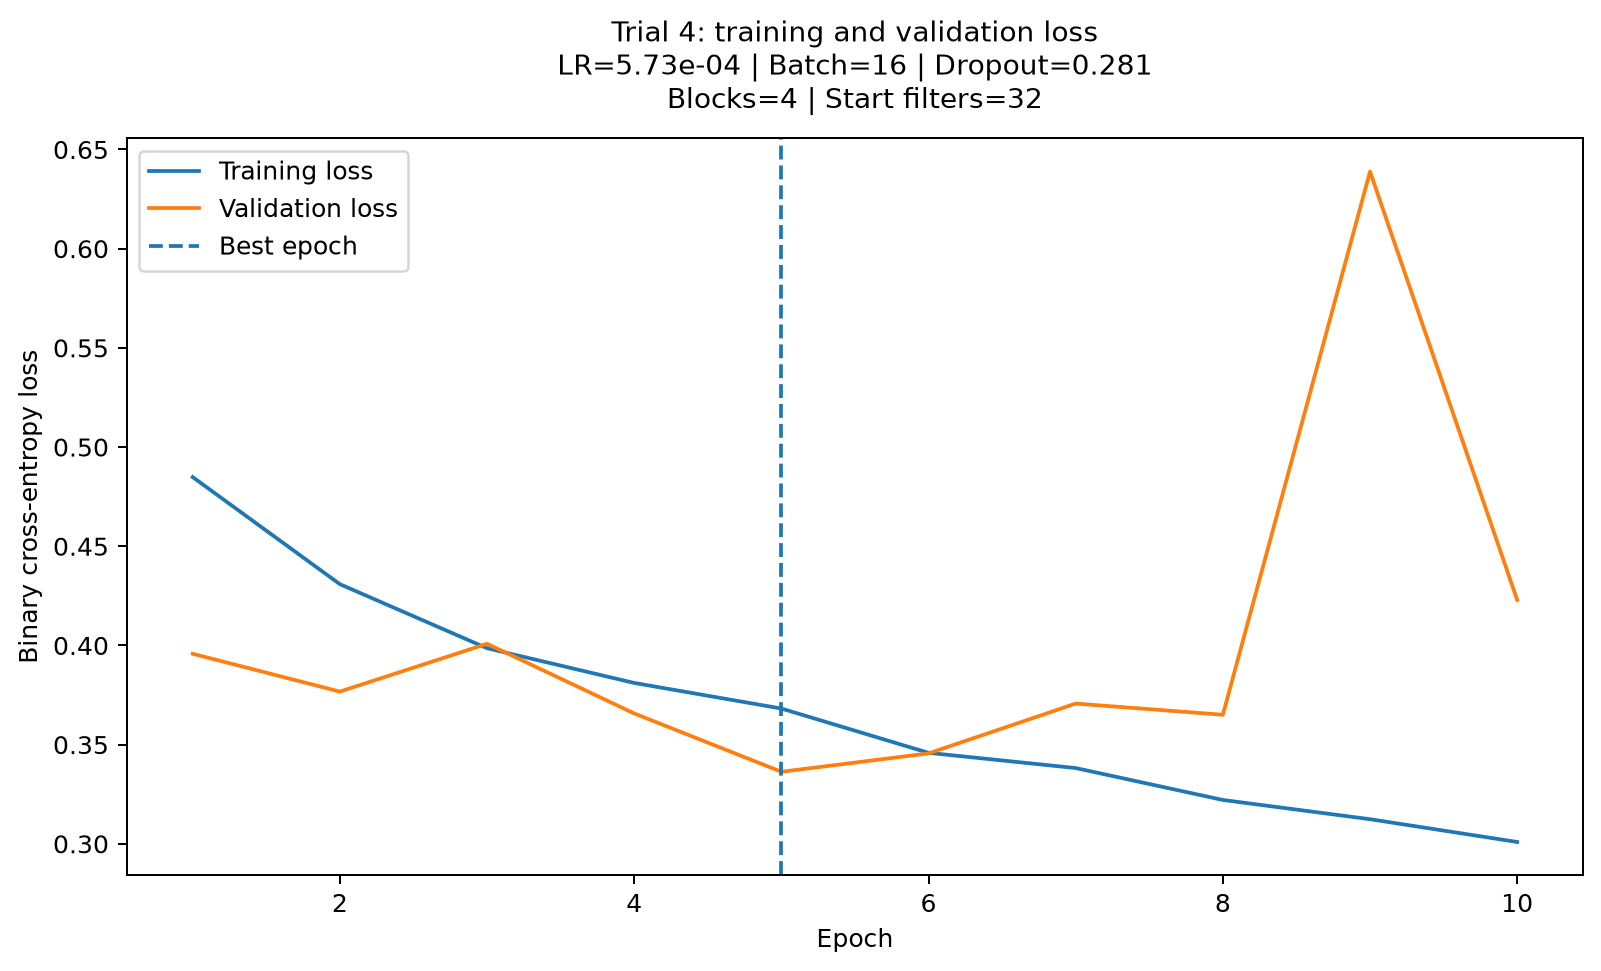 Trial 4: training and validation loss
LR=5.73e-04 | Batch=16 | Dropout=0.281
Blocks=4 | Start filters=32
Training loss
Validation loss
Best epoch
Binary cross-entropy loss
0.65
0.60
0.55
0.50
0.45
0.40
0.35
0.30
2
4
6
8
10
Epoch